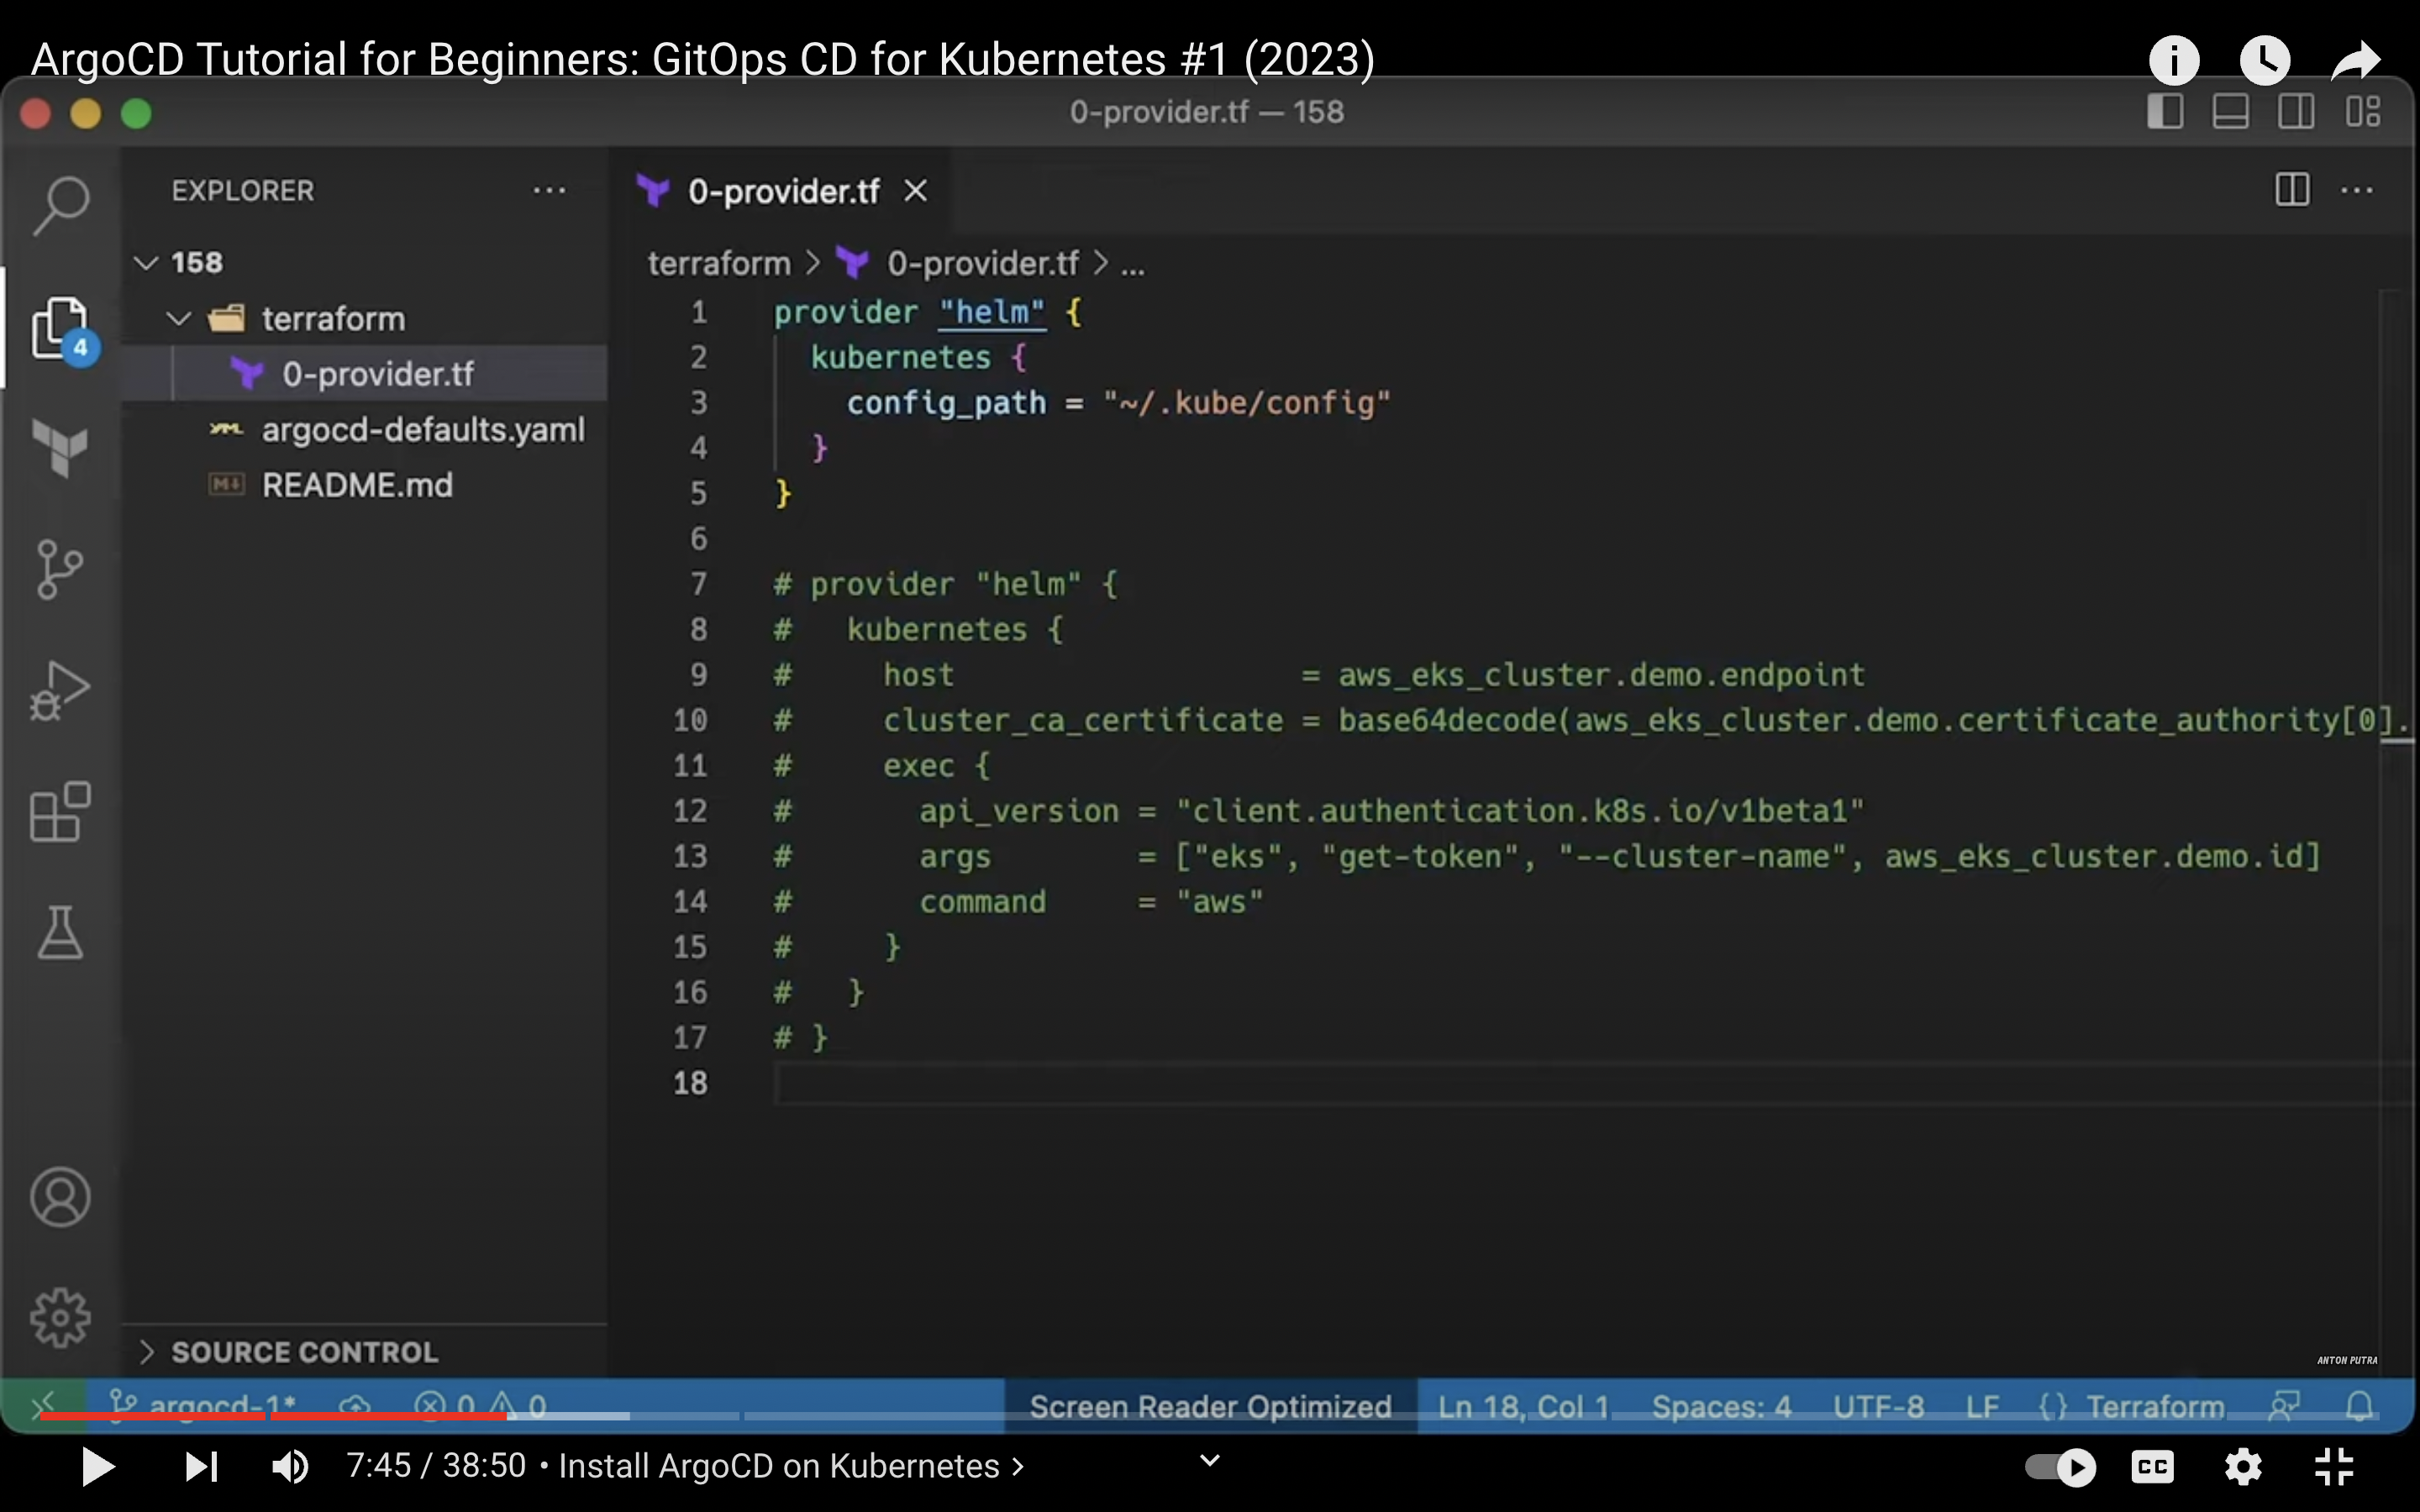 ArgoCD Tutorial for Beginners: GitOps CD for Kubernetes #1 (2023)
0-provider.tf — 158
EXPLORER
0-provider.tf
158
terraform > 0-provider.tf > ...
terraform
0-provider.tf
argocd-defaults.yaml
README.md
4
1 provider "helm" {
2   kubernetes {
3     config_path = "~/.kube/config"
4   }
5 }
6
7 # provider "helm" {
8 #   kubernetes {
9 #     host                   = aws_eks_cluster.demo.endpoint
10 #     cluster_ca_certificate = base64decode(aws_eks_cluster.demo.certificate_authority[0].
11 #     exec {
12 #       api_version = "client.authentication.k8s.io/v1beta1"
13 #       args        = ["eks", "get-token", "--cluster-name", aws_eks_cluster.demo.id]
14 #       command     = "aws"
15 #     }
16 #   }
17 # }
18
SOURCE CONTROL
ANTON PUTRA
argocd-1* 0 0 Screen Reader Optimized Ln 18, Col 1 Spaces: 4 UTF-8 LF {} Terraform
7:45 / 38:50 • Install ArgoCD on Kubernetes >
CC